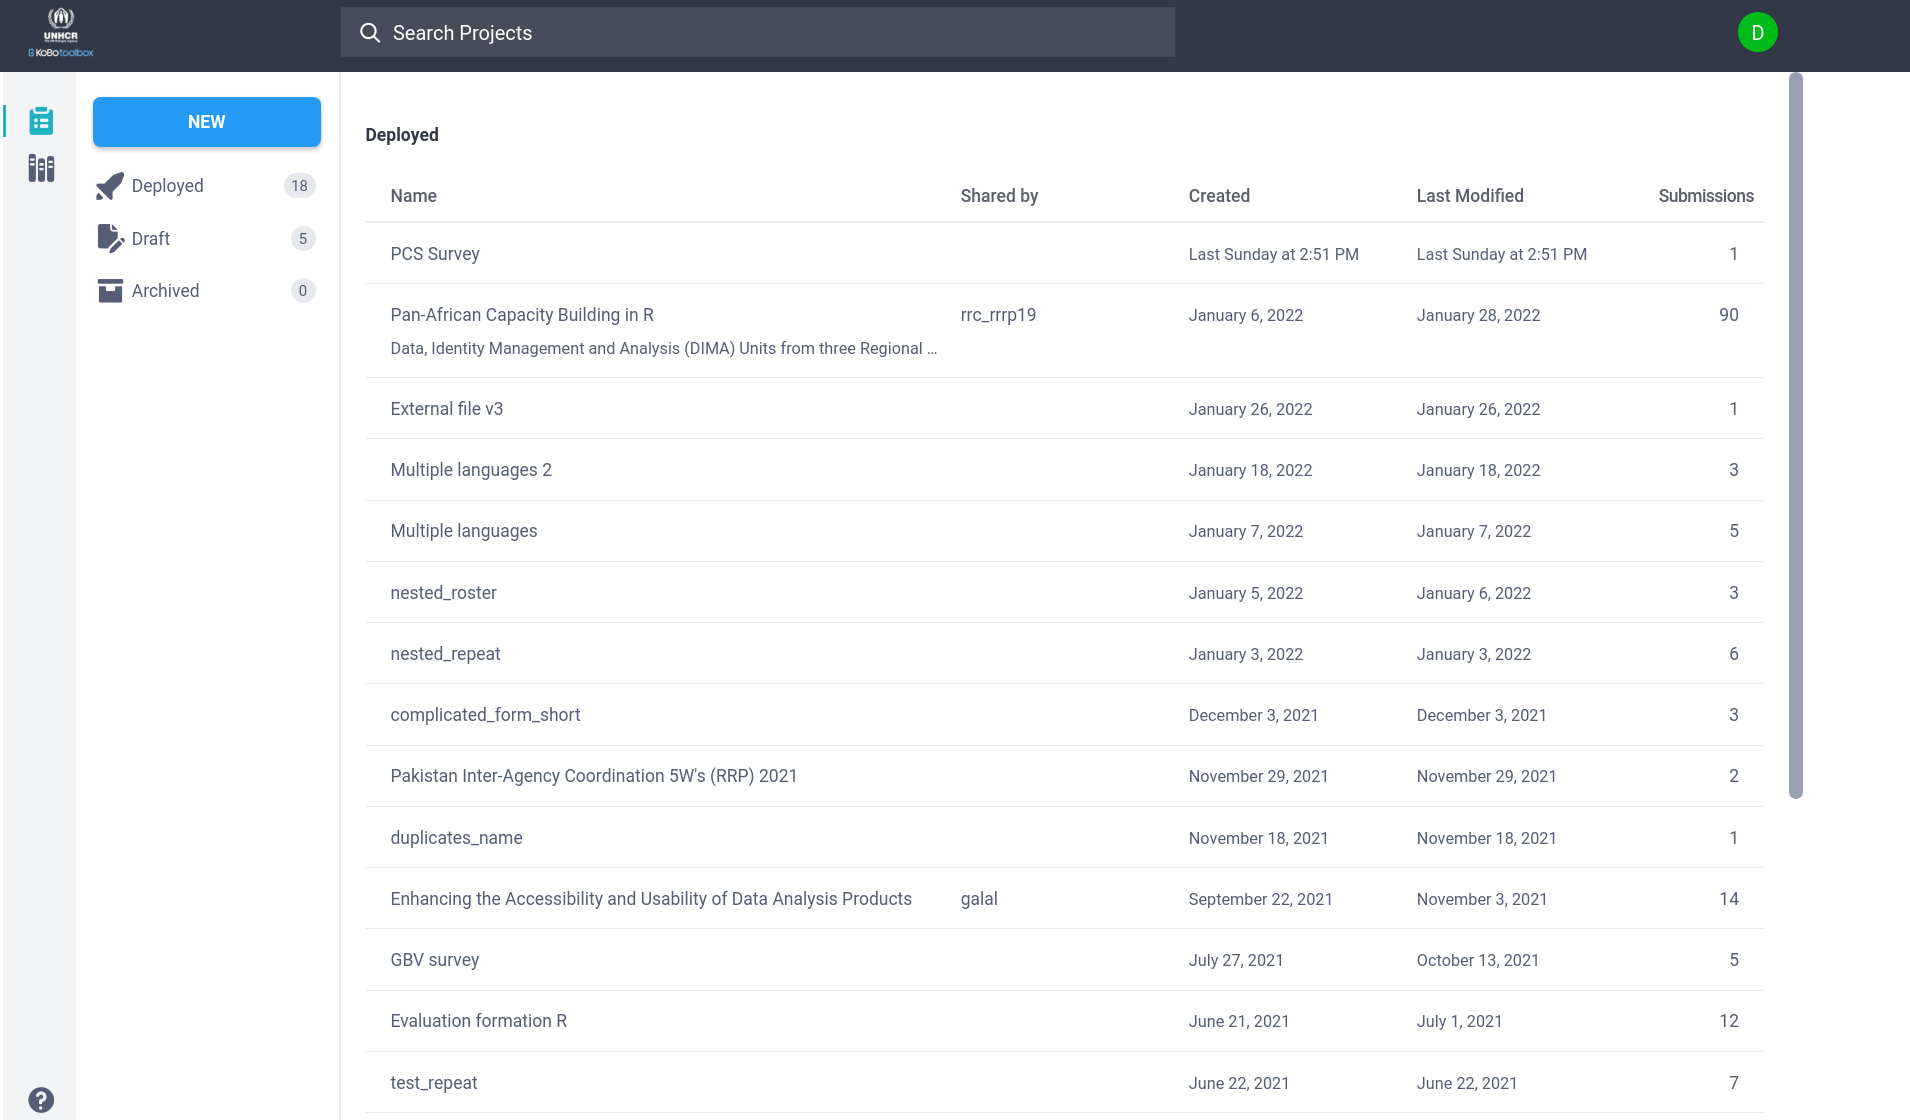 UNHCR
KoBotoolbox
Search Projects
D
NEW
Deployed 18
Draft 5
Archived 0
Deployed
Name Shared by Created Last Modified Submissions
PCS Survey Last Sunday at 2:51 PM Last Sunday at 2:51 PM 1
Pan-African Capacity Building in R rrc_rrrp19 January 6, 2022 January 28, 2022 90
Data, Identity Management and Analysis (DIMA) Units from three Regional ...
External file v3 January 26, 2022 January 26, 2022 1
Multiple languages 2 January 18, 2022 January 18, 2022 3
Multiple languages January 7, 2022 January 7, 2022 5
nested_roster January 5, 2022 January 6, 2022 3
nested_repeat January 3, 2022 January 3, 2022 6
complicated_form_short December 3, 2021 December 3, 2021 3
Pakistan Inter-Agency Coordination 5W's (RRP) 2021 November 29, 2021 November 29, 2021 2
duplicates_name November 18, 2021 November 18, 2021 1
Enhancing the Accessibility and Usability of Data Analysis Products galal September 22, 2021 November 3, 2021 14
GBV survey July 27, 2021 October 13, 2021 5
Evaluation formation R June 21, 2021 July 1, 2021 12
test_repeat June 22, 2021 June 22, 2021 7
?